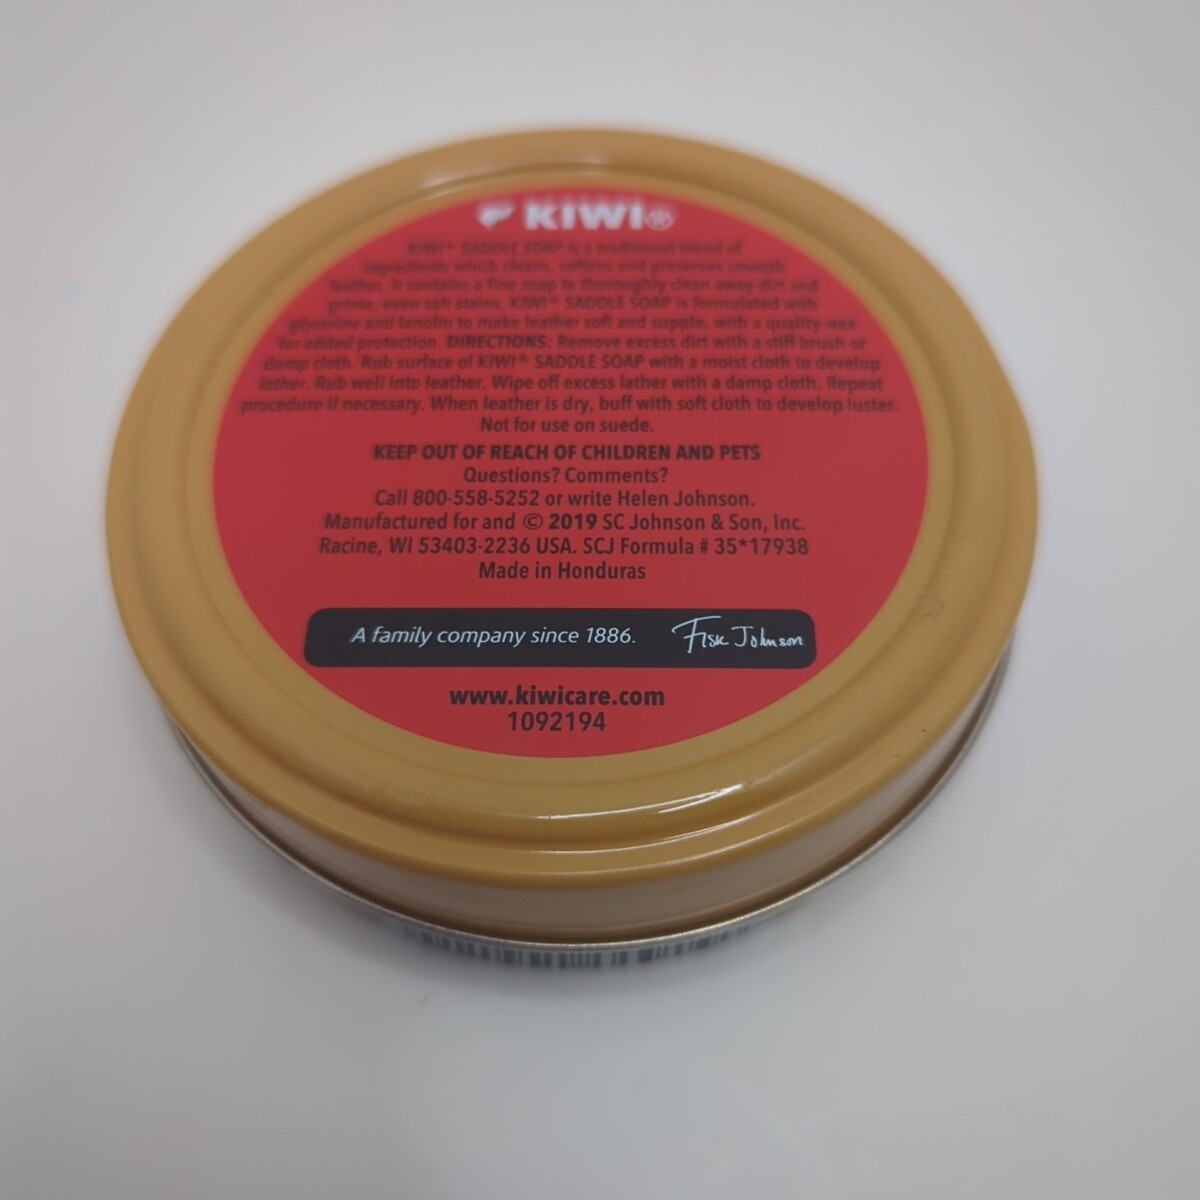 KIWI®
KIWI® SADDLE SOAP is a traditional blend of
ingredients which cleans, softens and preserves smooth
leather. It contains a fine soap to thoroughly clean away dirt and
grime, even salt stains. KIWI® SADDLE SOAP is formulated with
glycerine and lanolin to make leather soft and supple, with a quality wax
for added protection. DIRECTIONS: Remove excess dirt with a stiff brush or
damp cloth. Rub surface of KIWI® SADDLE SOAP with a moist cloth to develop
lather. Rub well into leather. Wipe off excess lather with a damp cloth. Repeat
procedure if necessary. When leather is dry, buff with soft cloth to develop luster.
Not for use on suede.
KEEP OUT OF REACH OF CHILDREN AND PETS
Questions? Comments?
Call 800-558-5252 or write Helen Johnson.
Manufactured for and © 2019 SC Johnson & Son, Inc.
Racine, WI 53403-2236 USA. SCJ Formula # 35*17938
Made in Honduras
A family company since 1886. Fisk Johnson
www.kiwicare.com
1092194